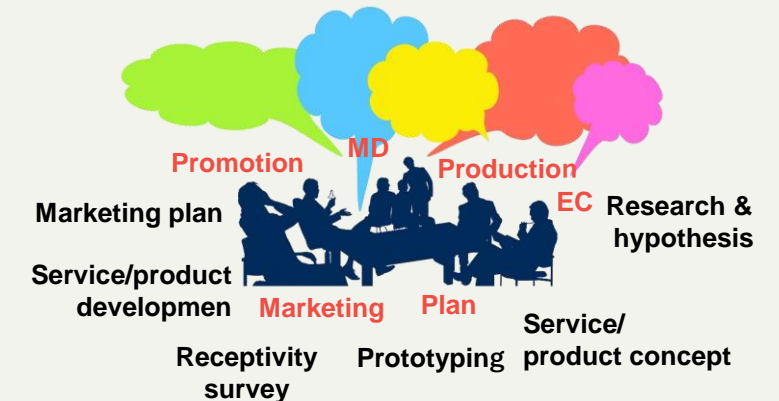 MD
Promotion
Production
EC
Marketing plan
Research &
hypothesis
Service/product
developmen
Marketing
Plan
Service/
product concept
Receptivity
survey
Prototyping